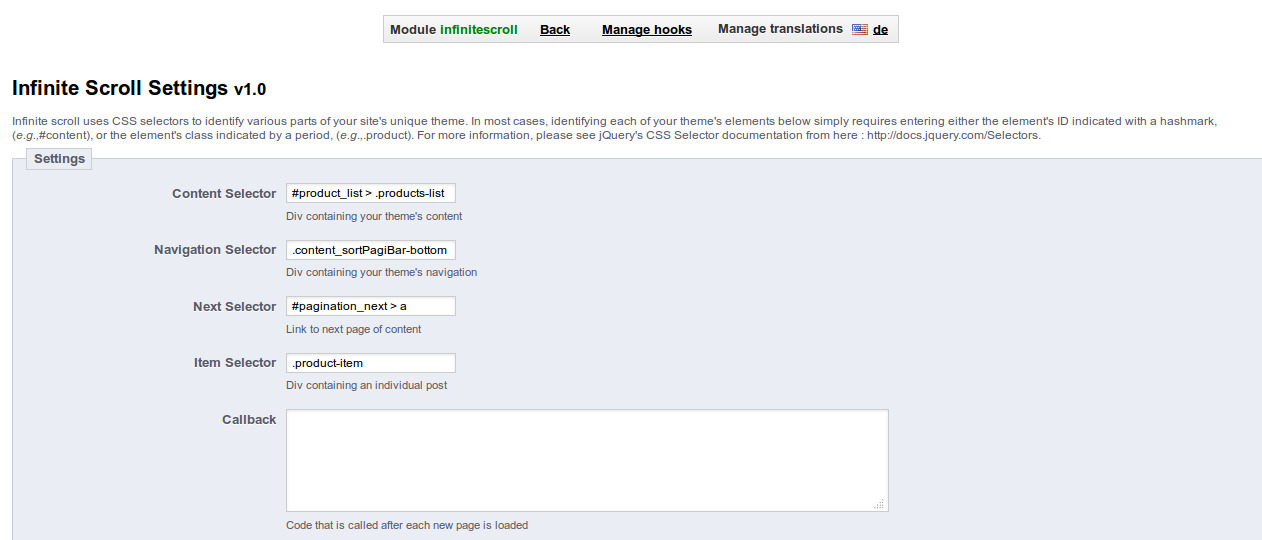 Module infinitescroll Back Manage hooks Manage translations de
Infinite Scroll Settings v1.0
Infinite scroll uses CSS selectors to identify various parts of your site's unique theme. In most cases, identifying each of your theme's elements below simply requires entering either the element's ID indicated with a hashmark,
(e.g.,#content), or the element's class indicated by a period, (e.g.,.product). For more information, please see jQuery's CSS Selector documentation from here : http://docs.jquery.com/Selectors.
Settings
Content Selector #product_list > .products-list
Div containing your theme's content
Navigation Selector .content_sortPagiBar-bottom
Div containing your theme's navigation
Next Selector #pagination_next > a
Link to next page of content
Item Selector .product-item
Div containing an individual post
Callback
Code that is called after each new page is loaded